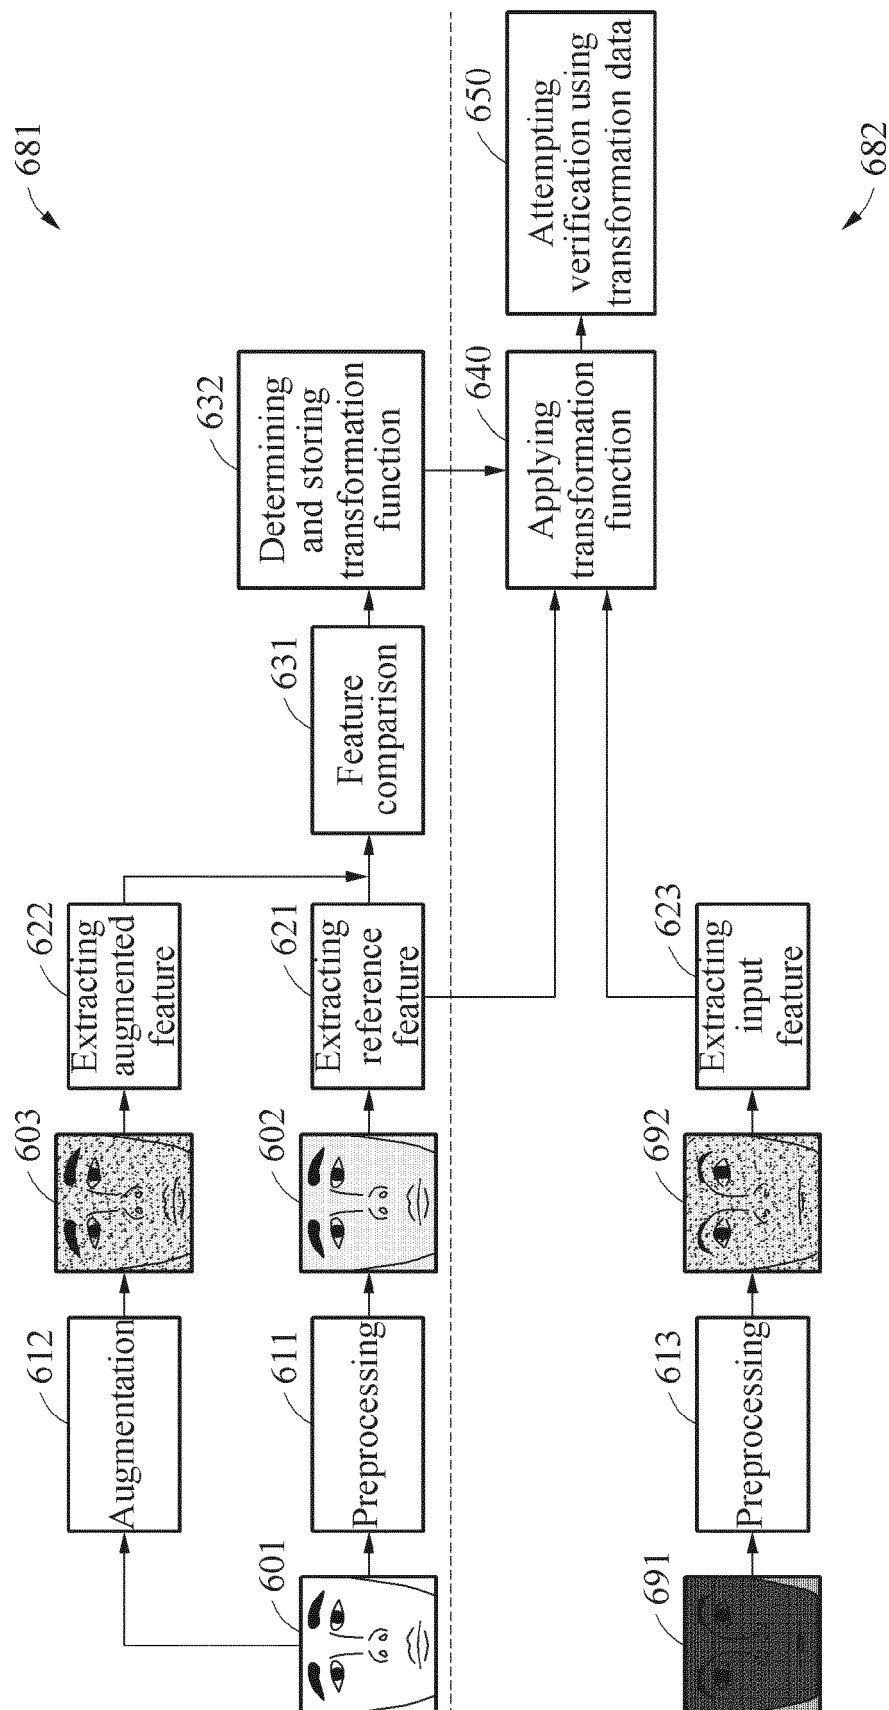 681
612
Augmentation
603
622
Extracting
augmented
feature
601
611
Preprocessing
602
621
Extracting
reference
feature
631
Feature
comparison
632
Determining
and storing
transformation
function
691
613
Preprocessing
692
623
Extracting
input
feature
640
Applying
transformation
function
650
Attempting
verification using
transformation data
682